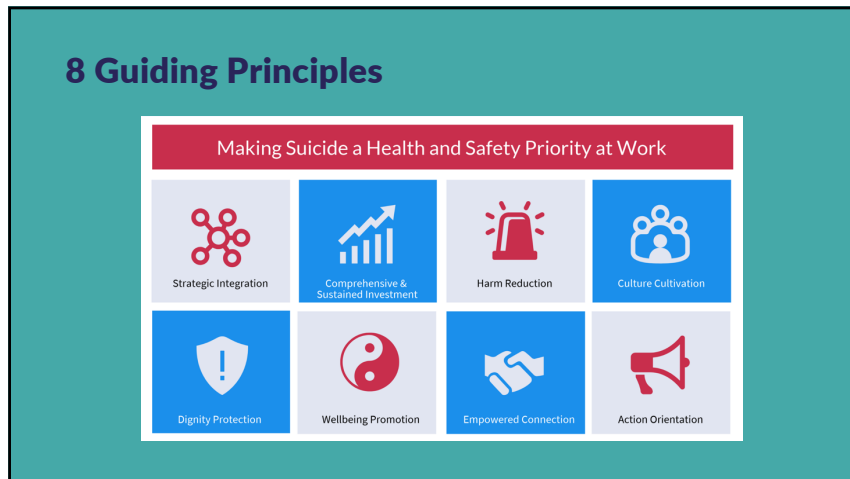 8 Guiding Principles
Making Suicide a Health and Safety Priority at Work
Strategic Integration
Comprehensive &
Sustained Investment
Harm Reduction
Culture Cultivation
Dignity Protection
Wellbeing Promotion
Empowered Connection
Action Orientation